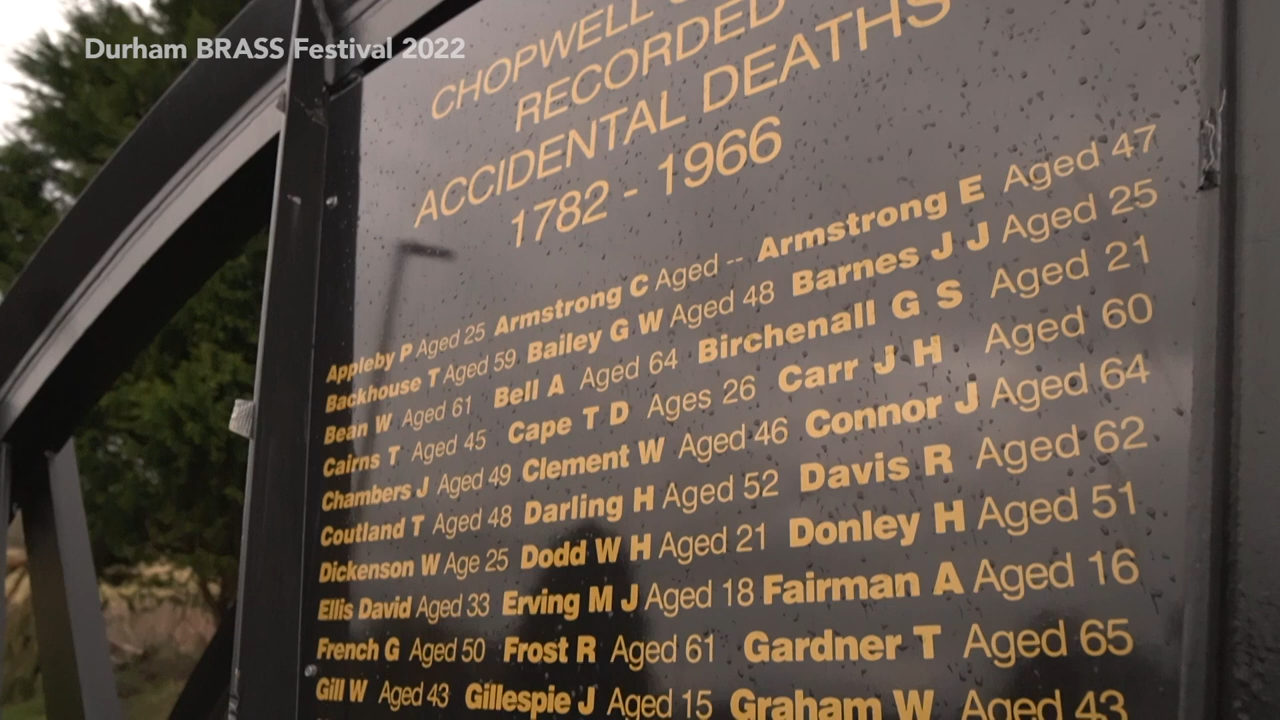 Durham BRASS Festival 2022
CHOPWELL
RECORDED
ACCIDENTAL DEATHS
1782 - 1966
Appleby P Aged 25 Armstrong C Aged -- Armstrong E Aged 47
Backhouse T Aged 59 Bailey G W Aged 48 Barnes J J Aged 25
Bean W Aged 61 Bell A Aged 64 Birchenall G S Aged 21
Cairns T Aged 45 Cape T D Ages 26 Carr J H Aged 60
Chambers J Aged 49 Clement W Aged 46 Connor J Aged 64
Coutland T Aged 48 Darling H Aged 52 Davis R Aged 62
Dickenson W Age 25 Dodd W H Aged 21 Donley H Aged 51
Ellis David Aged 33 Erving M J Aged 18 Fairman A Aged 16
French G Aged 50 Frost R Aged 61 Gardner T Aged 65
Gill W Aged 43 Gillespie J Aged 15 Graham W Aged 43